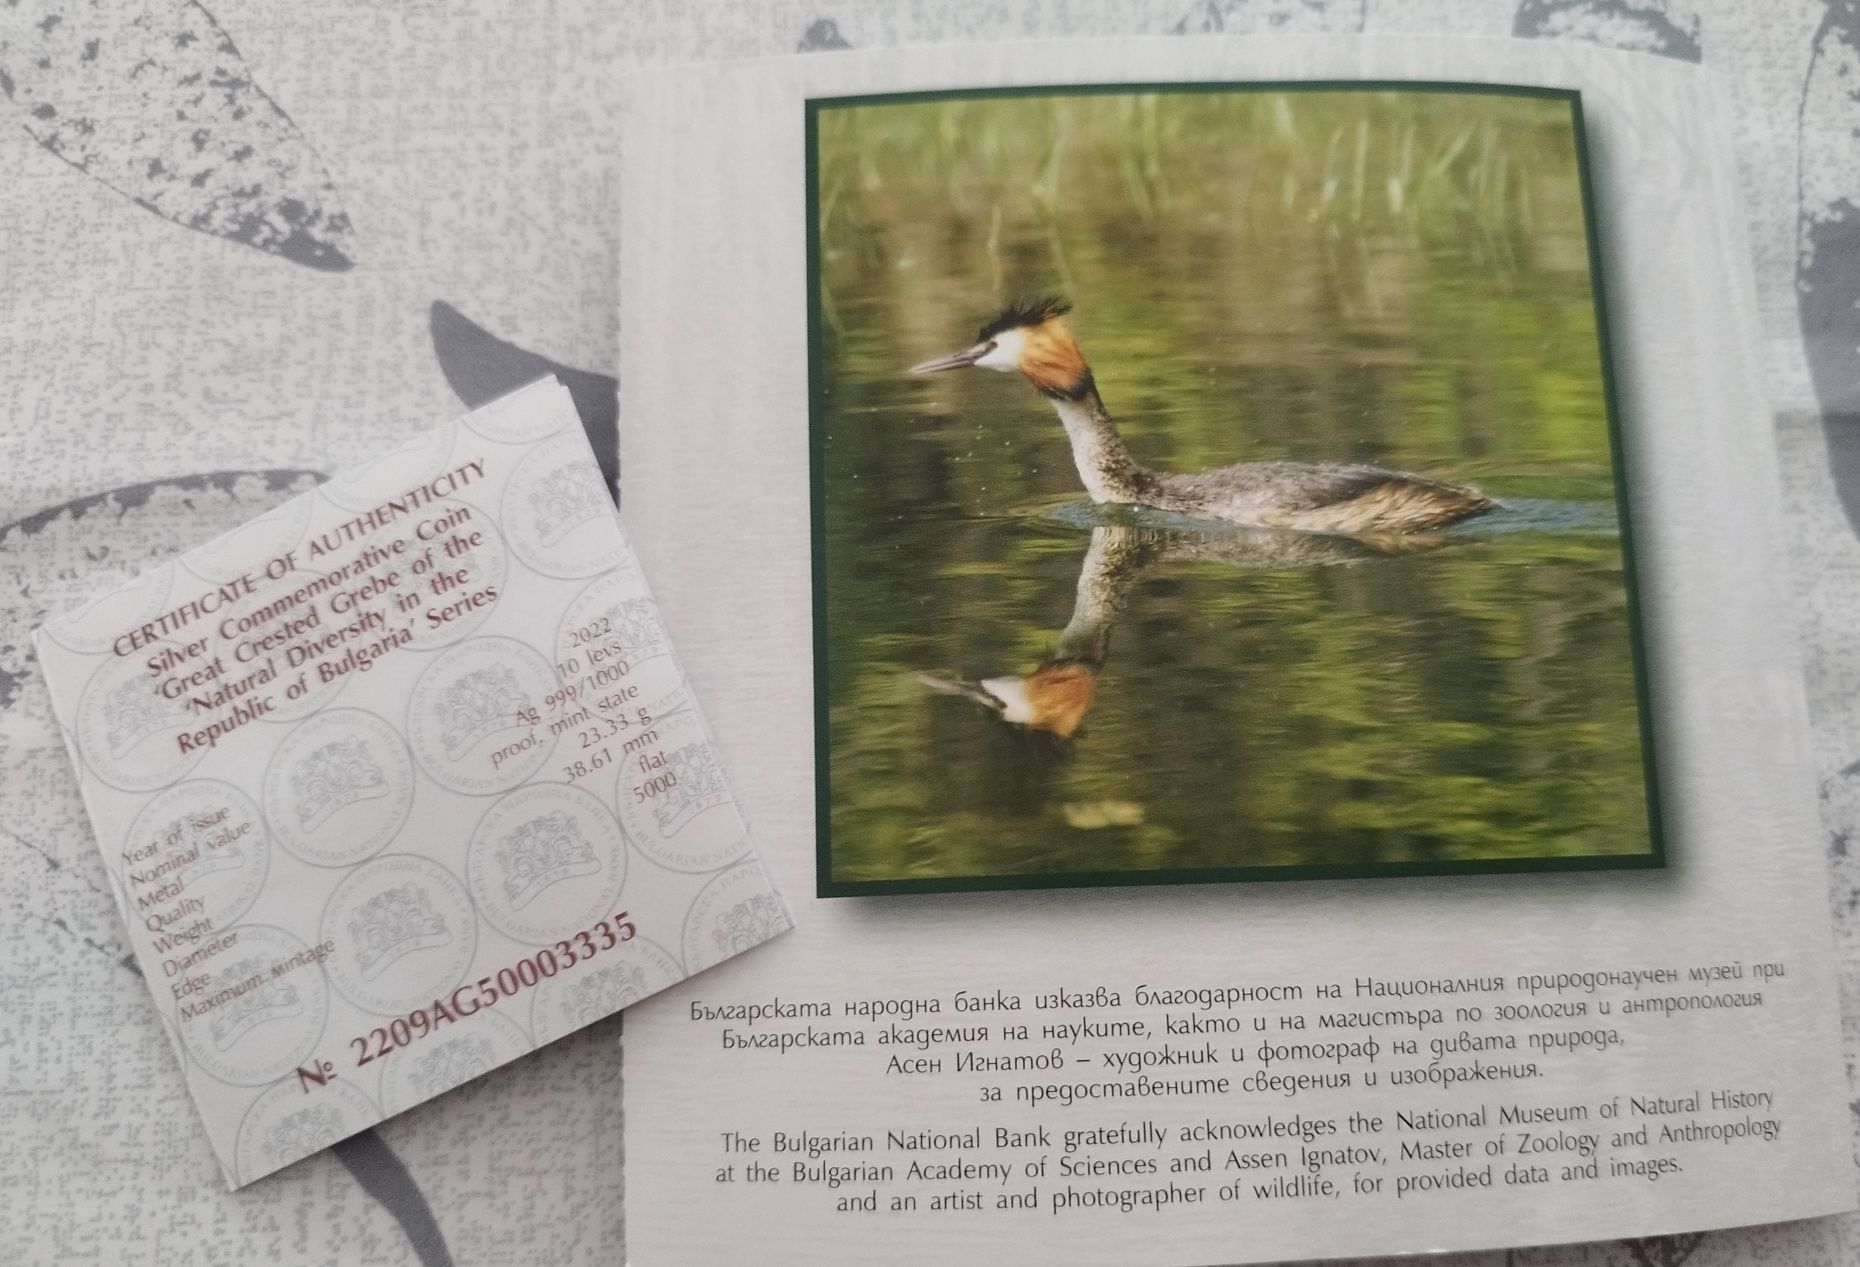 CERTIFICATE OF AUTHENTICITY
Silver Commemorative Coin
'Great Crested Grebe of the
'Natural Diversity in the
Republic of Bulgaria' Series
Year of issue 2022
Nominal value 10 levs
Metal Ag 999/1000
Quality proof, mint state
Weight 23.33 g
Diameter 38.61 mm
Edge flat
Maximum mintage 5000
№ 2209AG50003335
Българската народна банка изказва благодарност на Националния природонаучен музей при
Българската академия на науките, както и на магистъра по зоология и антропология
Асен Игнатов – художник и фотограф на дивата природа,
за предоставените сведения и изображения.
The Bulgarian National Bank gratefully acknowledges the National Museum of Natural History
at the Bulgarian Academy of Sciences and Assen Ignatov, Master of Zoology and Anthropology
and an artist and photographer of wildlife, for provided data and images.